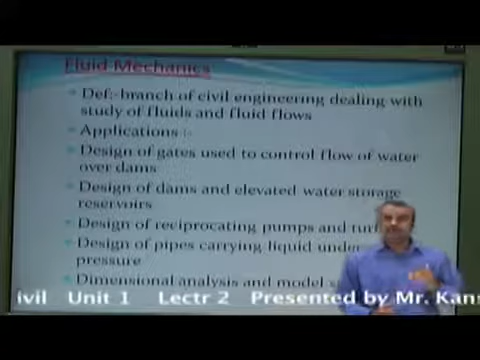 Fluid Mechanics
Def:-branch of civil engineering dealing with
study of fluids and fluid flows
Applications :-
Design of gates used to control flow of water
over dams
Design of dams and elevated water storage
reservoirs
Design of reciprocating pumps and tur
Design of pipes carrying liquid under
pressure
Dimensional analysis and model s
ivil Unit 1 Lectr 2 Presented by Mr. Kans